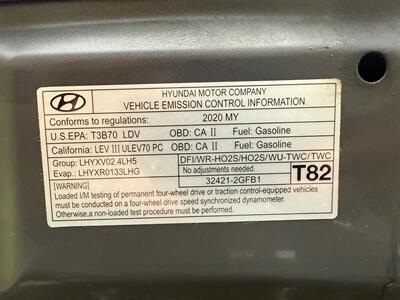 HYUNDAI MOTOR COMPANY
VEHICLE EMISSION CONTROL INFORMATION
Conforms to regulations: 2020 MY
U.S.EPA: T3B70 LDV OBD: CA II Fuel: Gasoline
California: LEV III ULEV70 PC OBD: CA II Fuel: Gasoline
Group: LHYXV02.4LH5 DFI/WR-HO2S/HO2S/WU-TWC/TWC
Evap.: LHYXR0133LHG No adjustments needed. T82
[WARNING] 32421-2GFB1
Loaded I/M testing of permanent four-wheel drive or traction control-equipped vehicles
must be conducted on a four-wheel drive speed synchronized dynamometer.
Otherwise,a non-loaded test procedure must be performed.